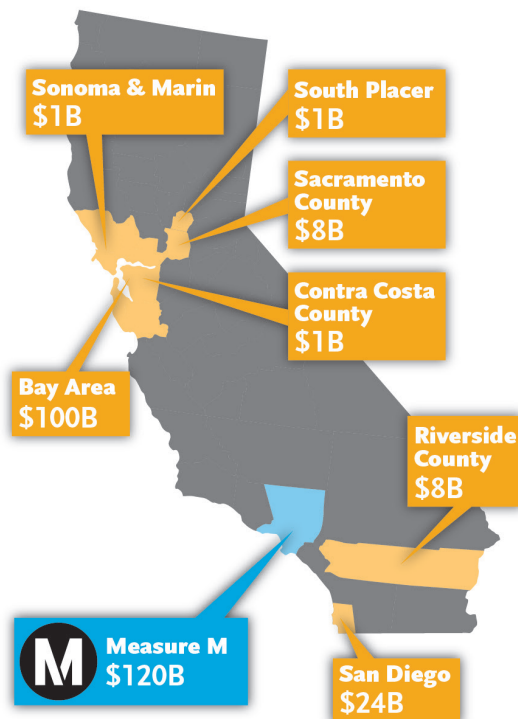 Sonoma & Marin
$1B
South Placer
$1B
Sacramento
County
$8B
Contra Costa
County
$1B
Bay Area
$100B
Riverside
County
$8B
M
Measure M
$120B
San Diego
$24B